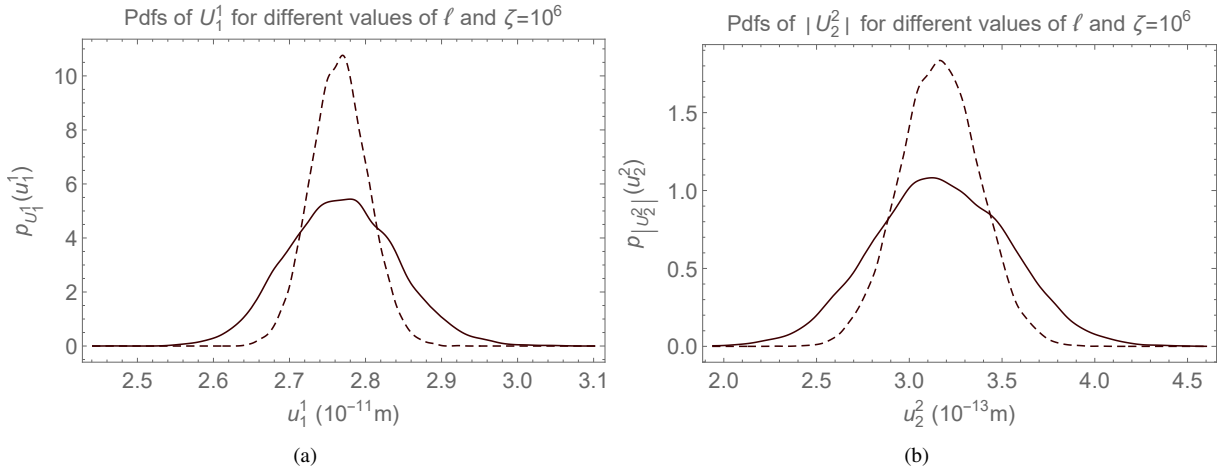 Pdfs of U₁¹ for different values of ℓ and ζ=10⁶
p_{U₁¹}(u₁¹)
10
8
6
4
2
0
2.5 2.6 2.7 2.8 2.9 3.0 3.1
u₁¹ (10⁻¹¹m)
(a)
Pdfs of |U₂²| for different values of ℓ and ζ=10⁶
p_{|U₂²|}(u₂²)
1.5
1.0
0.5
0.0
2.0 2.5 3.0 3.5 4.0 4.5
u₂² (10⁻¹³m)
(b)